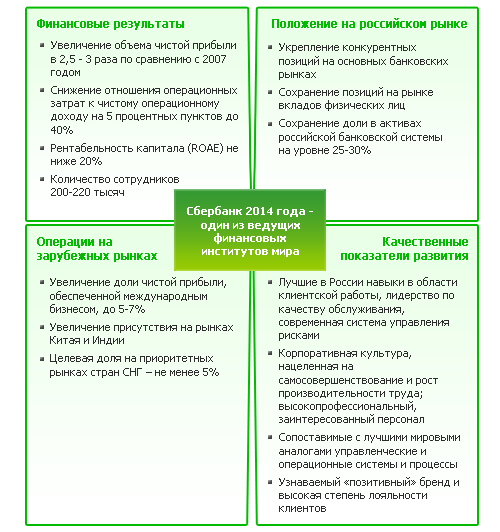 Финансовые результаты
Увеличение объема чистой прибыли
в 2,5 - 3 раза по сравнению с 2007
годом
Снижение отношения операционных
затрат к чистому операционному
доходу на 5 процентных пунктов до
40%
Рентабельность капитала (ROAE) не
ниже 20%
Количество сотрудников
200-220 тысяч
Положение на российском рынке
Укрепление конкурентных
позиций на основных банковских
рынках
Сохранение позиций на рынке
вкладов физических лиц
Сохранение доли в активах
российской банковской системы
на уровне 25-30%
Сбербанк 2014 года -
один из ведущих
финансовых
институтов мира
Операции на
зарубежных рынках
Увеличение доли чистой прибыли,
обеспеченной международным
бизнесом, до 5-7%
Увеличение присутствия на рынках
Китая и Индии
Целевая доля на приоритетных
рынках стран СНГ – не менее 5%
Качественные
показатели развития
Лучшие в России навыки в области
клиентской работы, лидерство по
качеству обслуживания,
современная система управления
рисками
Корпоративная культура,
нацеленная на
самосовершенствование и рост
производительности труда;
высокопрофессиональный,
заинтересованный персонал
Сопоставимые с лучшими мировыми
аналогами управленческие и
операционные системы и процессы
Узнаваемый «позитивный» бренд и
высокая степень лояльности
клиентов